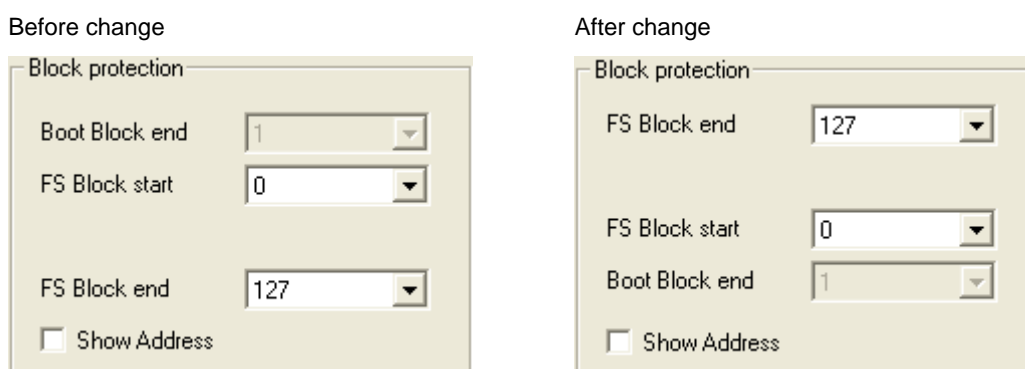 Before change
Block protection
Boot Block end 1
FS Block start 0
FS Block end 127
Show Address
After change
Block protection
FS Block end 127
FS Block start 0
Boot Block end 1
Show Address